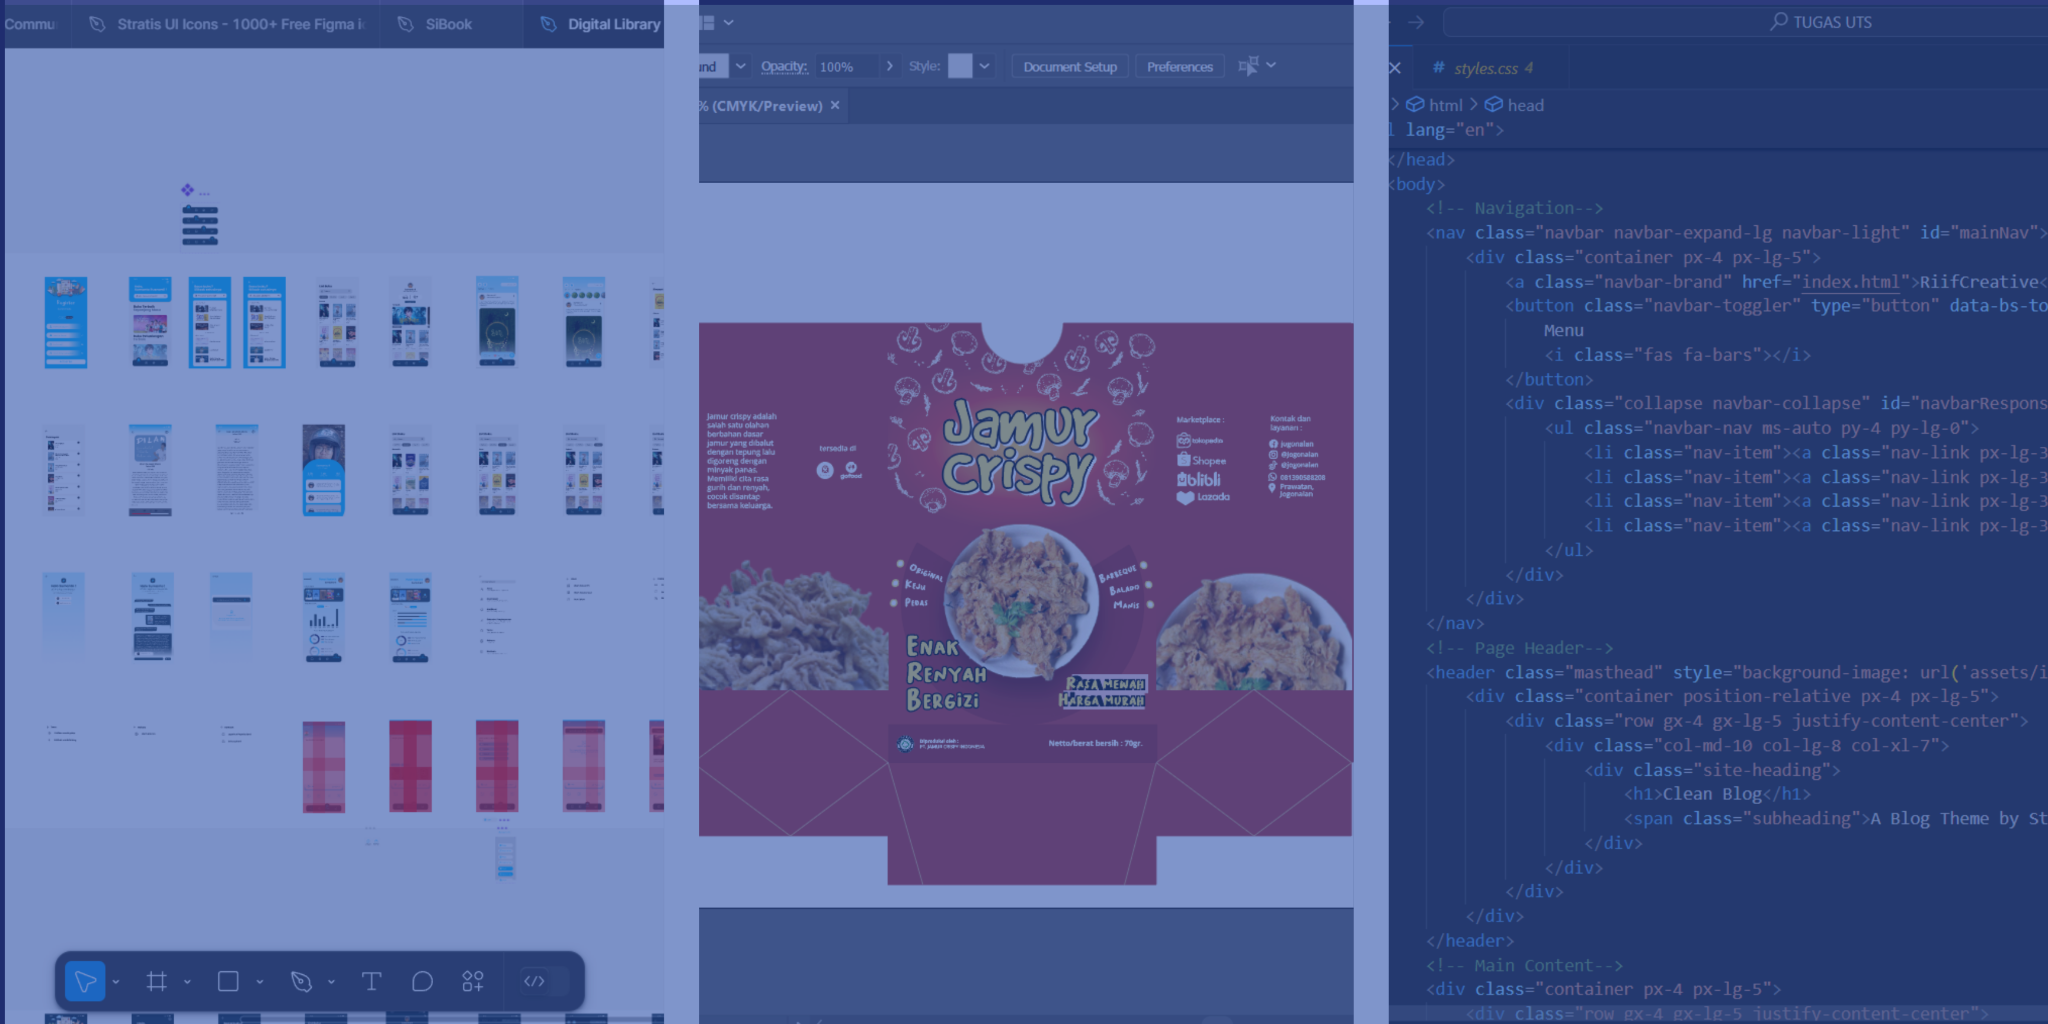 Commu
Stratis UI Icons - 1000+ Free Figma i
SiBook
Digital Library
und
Opacity:
100%
Style:
Document Setup
Preferences
% (CMYK/Preview)
Jamur crispy adalah
salah satu olahan
berbahan dasar
jamur yang dibalut
dengan tepung lalu
digoreng dengan
minyak panas.
Memiliki cita rasa
gurih dan renyah,
cocok disantap
bersama keluarga.
tersedia di
gofood
Jamur
Crispy
Marketplace :
tokopedia
Shopee
blibli
Lazada
Kontak dan
layanan :
jogonalan
@jogonalan
@jogonalan
Prawatan,
Jogonalan
Original
Keju
Pedas
Barbeque
Balado
Manis
Enak
Renyah
Bergizi
Rasa Mewah
Harga Murah
Diproduksi oleh :
PT. JAMUR CRISPY INDONESIA
Netto/berat bersih : 70gr.
TUGAS UTS
# styles.css 4
html > head
l lang="en">
</head>
<body>
<!-- Navigation-->
<nav class="navbar navbar-expand-lg navbar-light" id="mainNav">
<div class="container px-4 px-lg-5">
<a class="navbar-brand" href="index.html">RiifCreative<
<button class="navbar-toggler" type="button" data-bs-to
Menu
<i class="fas fa-bars"></i>
</button>
<div class="collapse navbar-collapse" id="navbarRespons
<ul class="navbar-nav ms-auto py-4 py-lg-0">
<li class="nav-item"><a class="nav-link px-lg-3
<li class="nav-item"><a class="nav-link px-lg-3
<li class="nav-item"><a class="nav-link px-lg-3
<li class="nav-item"><a class="nav-link px-lg-3
</ul>
</div>
</div>
</nav>
<!-- Page Header-->
<header class="masthead" style="background-image: url('assets/i
<div class="container position-relative px-4 px-lg-5">
<div class="row gx-4 gx-lg-5 justify-content-center">
<div class="col-md-10 col-lg-8 col-xl-7">
<div class="site-heading">
<h1>Clean Blog</h1>
<span class="subheading">A Blog Theme by St
</div>
</div>
</div>
</div>
</header>
<!-- Main Content-->
<div class="container px-4 px-lg-5">
<div class="row gx-4 gx-lg-5 justify-content-center">